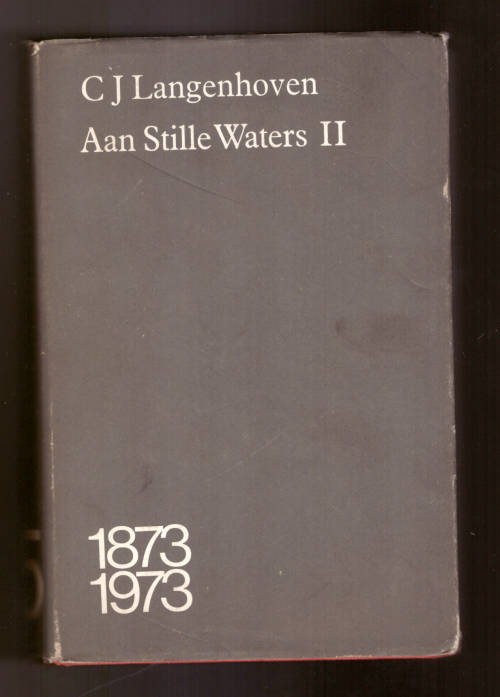 C J Langenhoven
Aan Stille Waters II
1873
1973